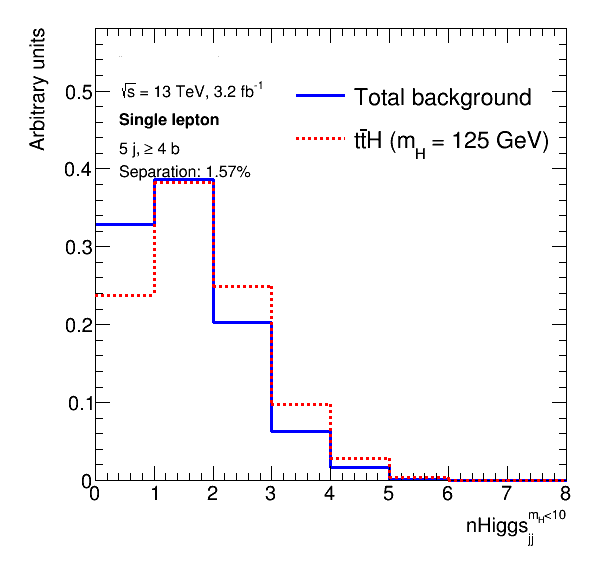 Arbitrary units
√s = 13 TeV, 3.2 fb⁻¹
Single lepton
5 j, ≥ 4 b
Separation: 1.57%
Total background
tt̄H (m_H = 125 GeV)
0.5
0.4
0.3
0.2
0.1
0
0 1 2 3 4 5 6 7 8
nHiggs_jj^m_H<10